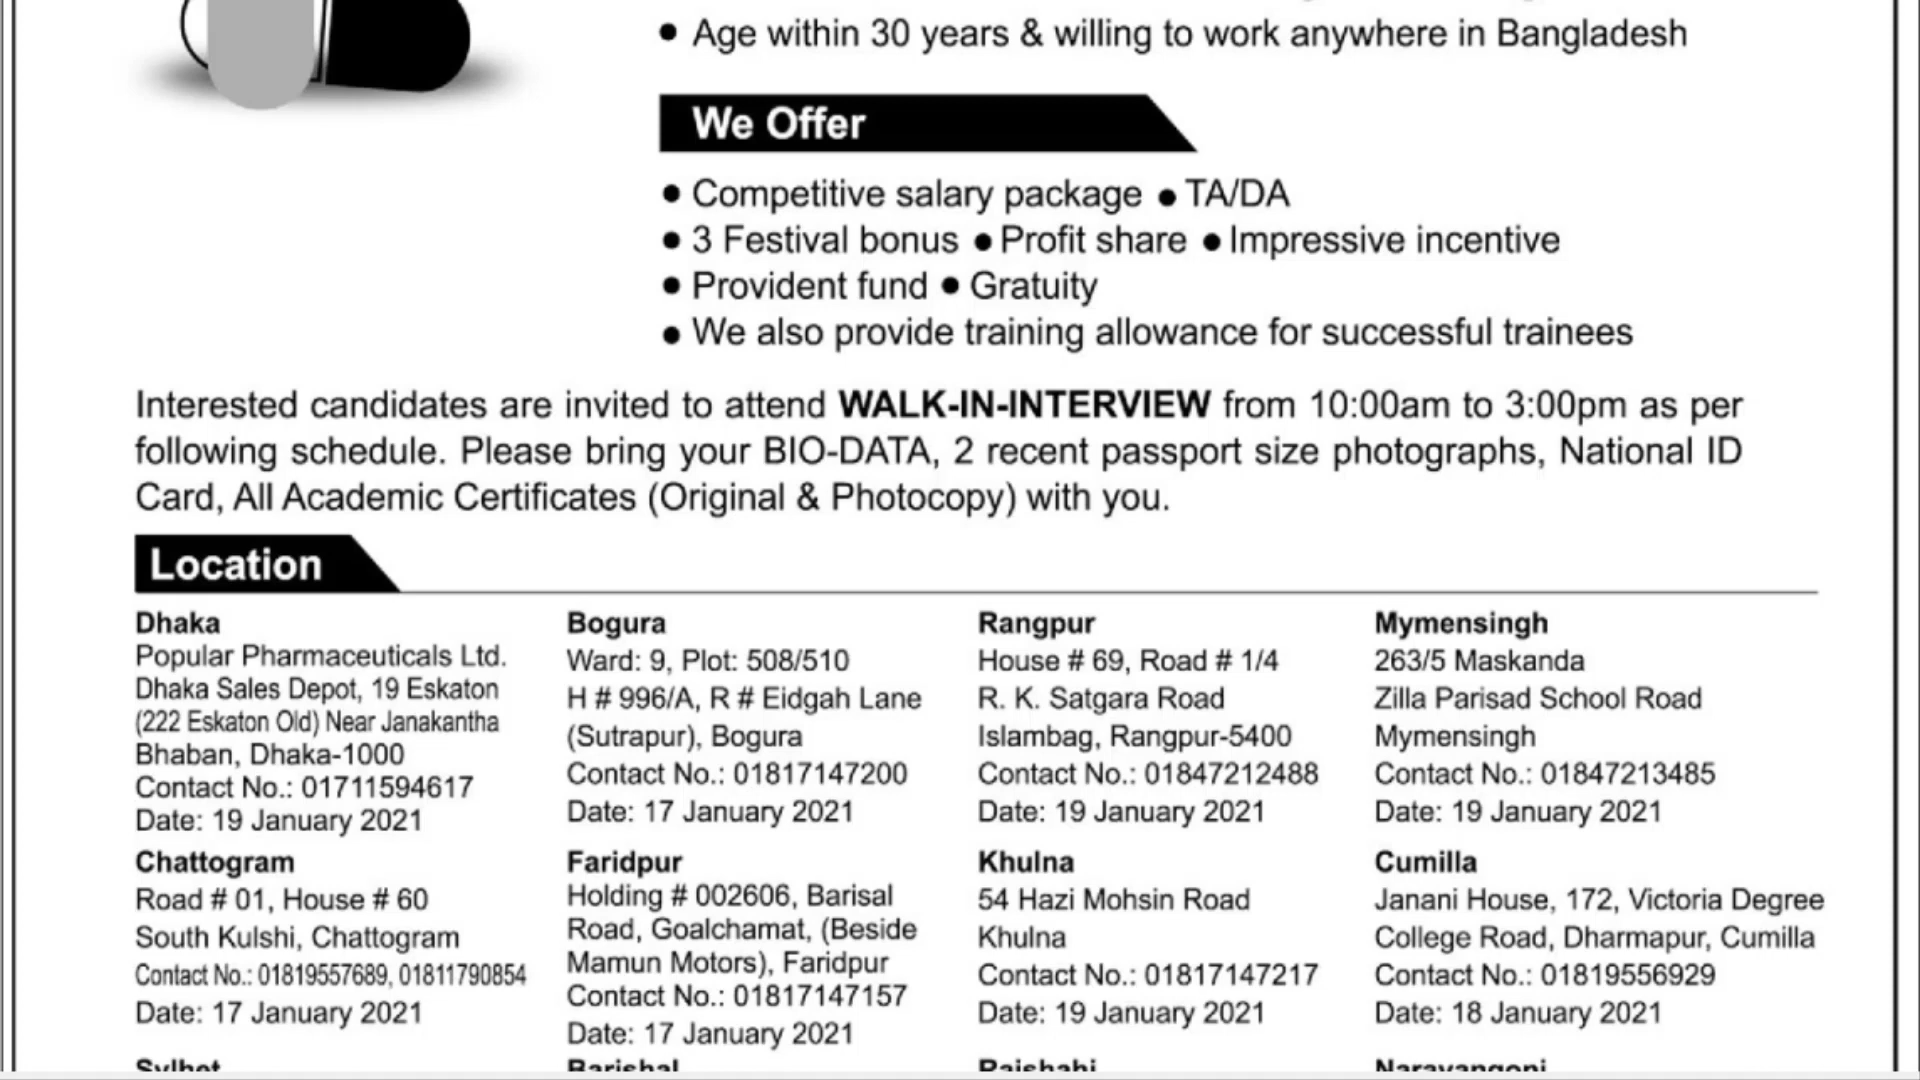 • Age within 30 years & willing to work anywhere in Bangladesh
We Offer
• Competitive salary package • TA/DA
• 3 Festival bonus • Profit share • Impressive incentive
• Provident fund • Gratuity
• We also provide training allowance for successful trainees
Interested candidates are invited to attend WALK-IN-INTERVIEW from 10:00am to 3:00pm as per
following schedule. Please bring your BIO-DATA, 2 recent passport size photographs, National ID
Card, All Academic Certificates (Original & Photocopy) with you.
Location
Dhaka
Popular Pharmaceuticals Ltd.
Dhaka Sales Depot, 19 Eskaton
(222 Eskaton Old) Near Janakantha
Bhaban, Dhaka-1000
Contact No.: 01711594617
Date: 19 January 2021
Bogura
Ward: 9, Plot: 508/510
H # 996/A, R # Eidgah Lane
(Sutrapur), Bogura
Contact No.: 01817147200
Date: 17 January 2021
Rangpur
House # 69, Road # 1/4
R. K. Satgara Road
Islambag, Rangpur-5400
Contact No.: 01847212488
Date: 19 January 2021
Mymensingh
263/5 Maskanda
Zilla Parisad School Road
Mymensingh
Contact No.: 01847213485
Date: 19 January 2021
Chattogram
Road # 01, House # 60
South Kulshi, Chattogram
Contact No.: 01819557689, 01811790854
Date: 17 January 2021
Faridpur
Holding # 002606, Barisal
Road, Goalchamat, (Beside
Mamun Motors), Faridpur
Contact No.: 01817147157
Date: 17 January 2021
Khulna
54 Hazi Mohsin Road
Khulna
Contact No.: 01817147217
Date: 19 January 2021
Cumilla
Janani House, 172, Victoria Degree
College Road, Dharmapur, Cumilla
Contact No.: 01819556929
Date: 18 January 2021
Sylhet
Barishal
Rajshahi
Narayangonj